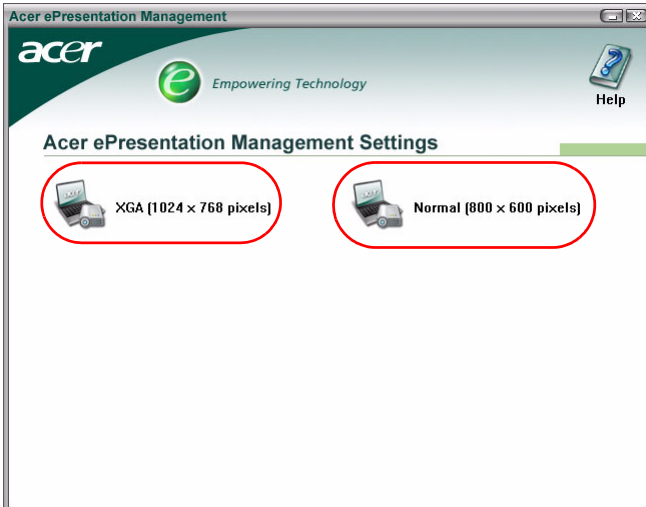 Acer ePresentation Management
acer
e
Empowering Technology
?
Help
Acer ePresentation Management Settings
XGA (1024 x 768 pixels)
Normal (800 x 600 pixels)